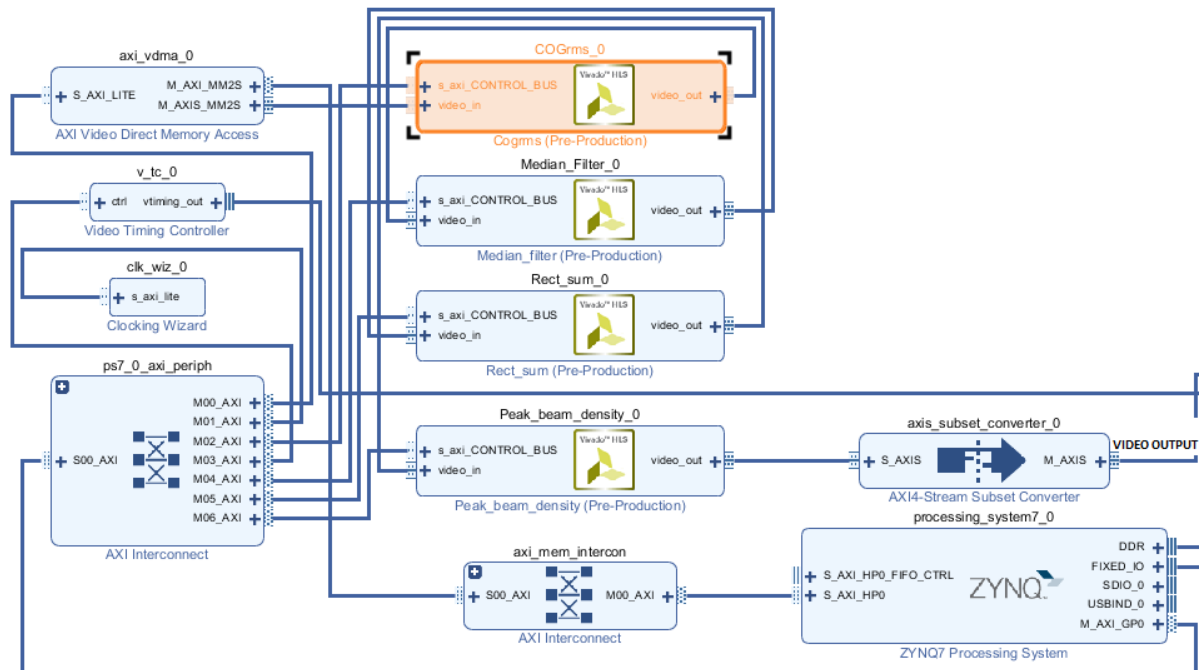 axi_vdma_0
S_AXI_LITE
M_AXI_MM2S
M_AXIS_MM2S
AXI Video Direct Memory Access
v_tc_0
ctrl
vtiming_out
Video Timing Controller
clk_wiz_0
s_axi_lite
Clocking Wizard
ps7_0_axi_periph
S00_AXI
M00_AXI
M01_AXI
M02_AXI
M03_AXI
M04_AXI
M05_AXI
M06_AXI
AXI Interconnect
COGrms_0
s_axi_CONTROL_BUS
video_in
Vivado™ HLS
video_out
Cogrms (Pre-Production)
Median_Filter_0
s_axi_CONTROL_BUS
video_in
Vivado™ HLS
video_out
Median_filter (Pre-Production)
Rect_sum_0
s_axi_CONTROL_BUS
video_in
Vivado™ HLS
video_out
Rect_sum (Pre-Production)
Peak_beam_density_0
s_axi_CONTROL_BUS
video_in
Vivado™ HLS
video_out
Peak_beam_density (Pre-Production)
axis_subset_converter_0
S_AXIS
M_AXIS
AXI4-Stream Subset Converter
VIDEO OUTPUT
axi_mem_intercon
S00_AXI
M00_AXI
AXI Interconnect
processing_system7_0
S_AXI_HP0_FIFO_CTRL
S_AXI_HP0
ZYNQ
DDR
FIXED_IO
SDIO_0
USBIND_0
M_AXI_GP0
ZYNQ7 Processing System